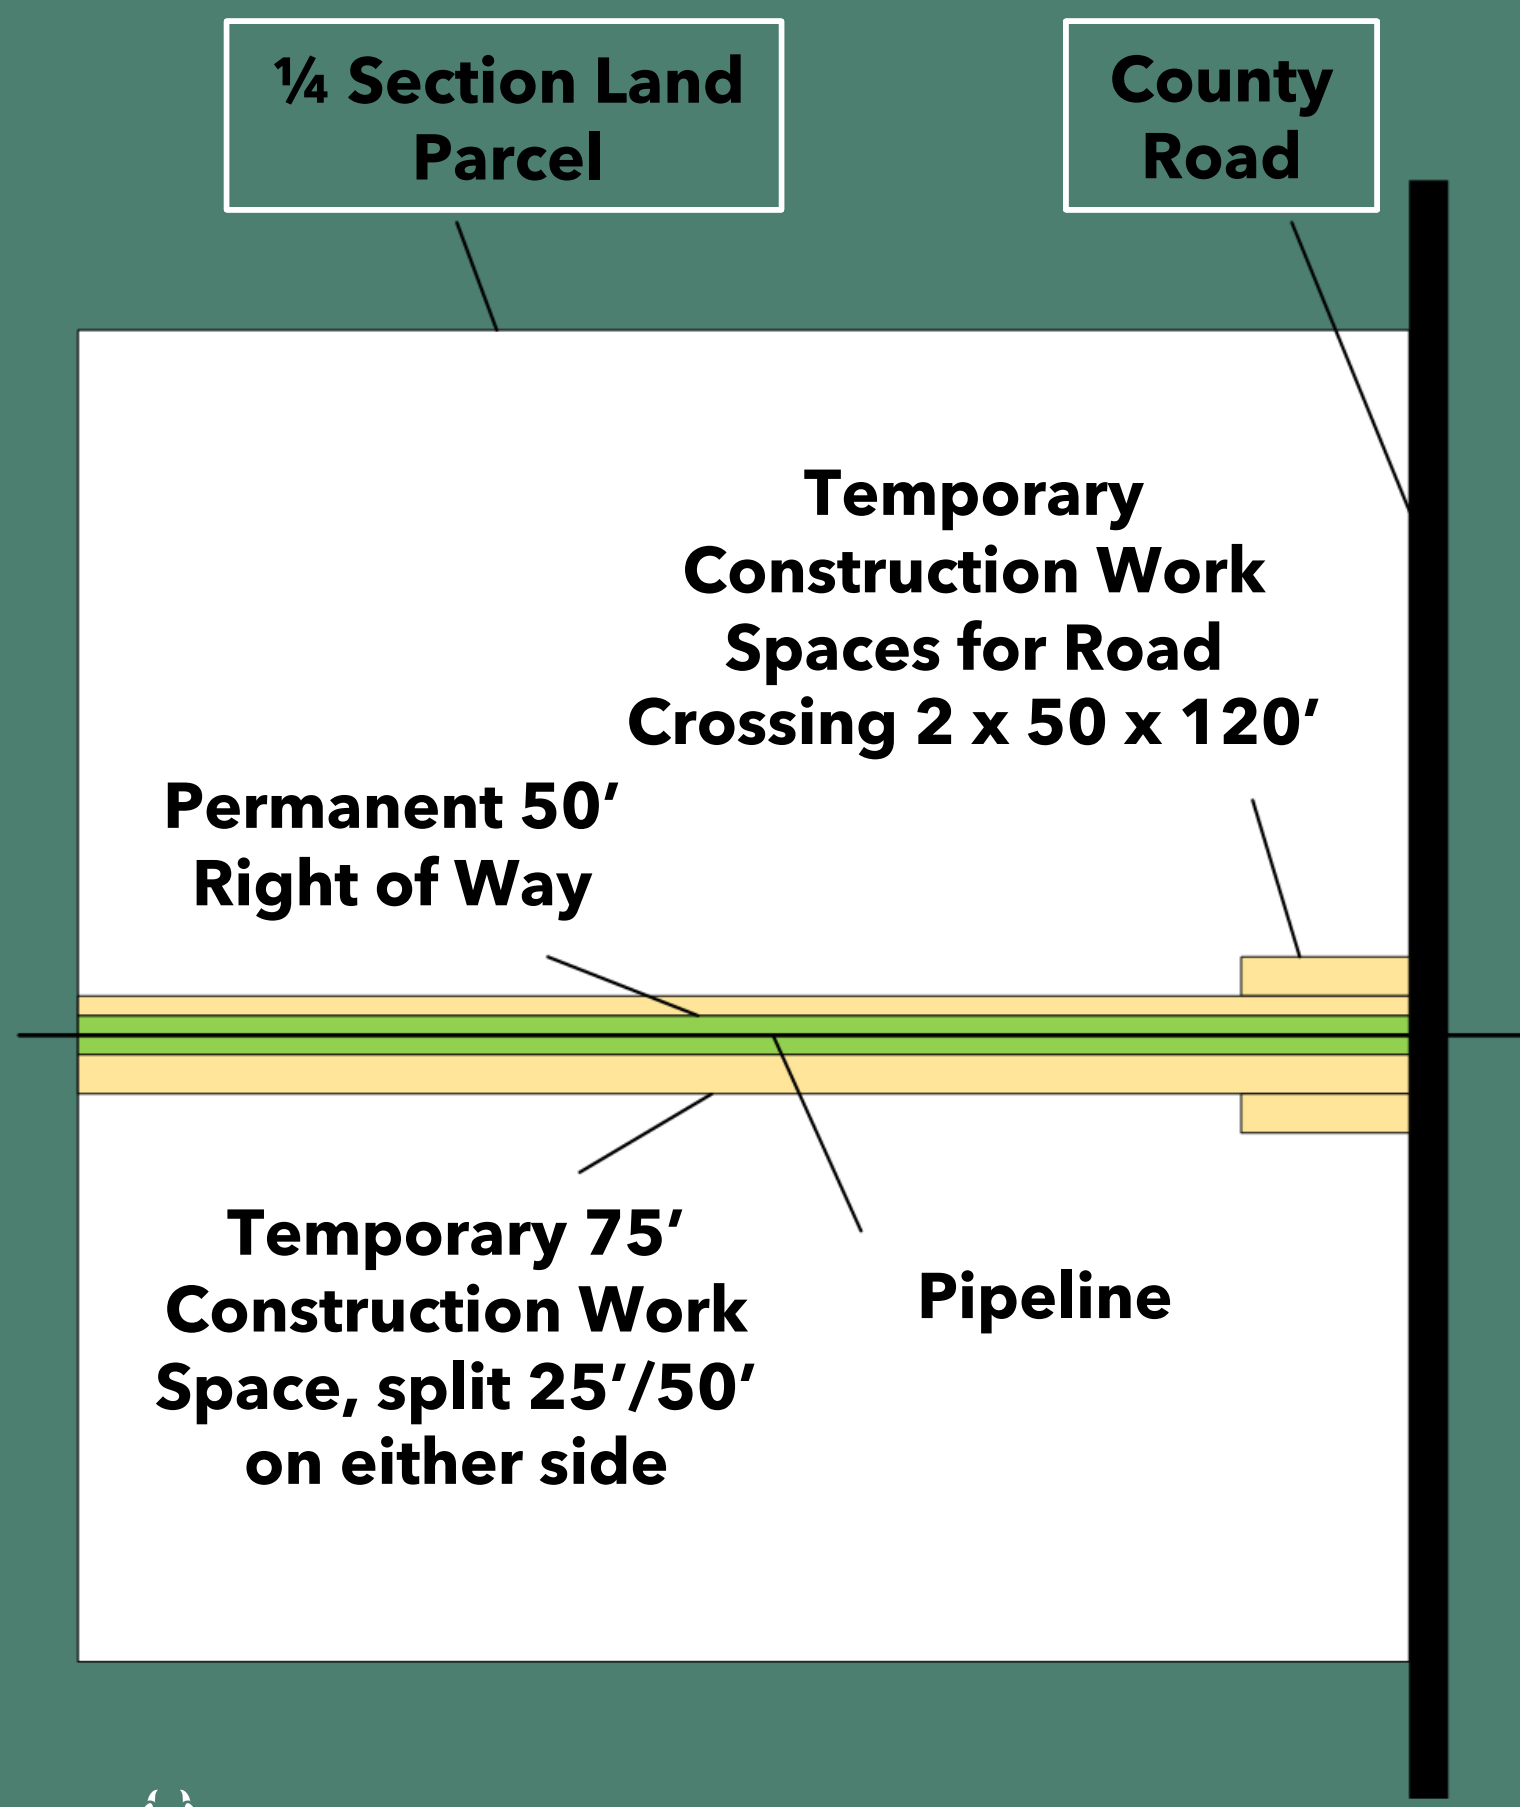 ¼ Section Land
Parcel
County
Road
Temporary
Construction Work
Spaces for Road
Crossing 2 x 50 x 120’
Permanent 50’
Right of Way
Temporary 75’
Construction Work
Space, split 25’/50’
on either side
Pipeline